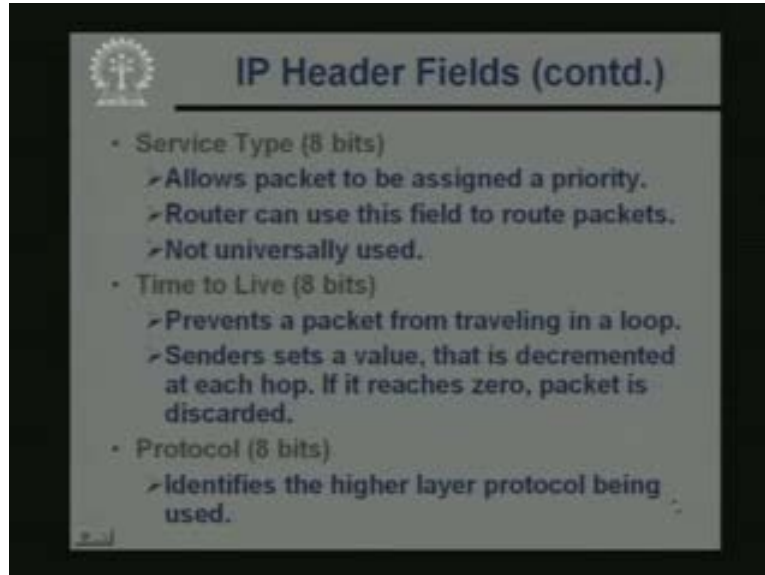 IP Header Fields (contd.)
• Service Type (8 bits)
➢Allows packet to be assigned a priority.
➢Router can use this field to route packets.
➢Not universally used.
• Time to Live (8 bits)
➢Prevents a packet from traveling in a loop.
➢Senders sets a value, that is decremented
at each hop. If it reaches zero, packet is
discarded.
• Protocol (8 bits)
➢Identifies the higher layer protocol being
used.